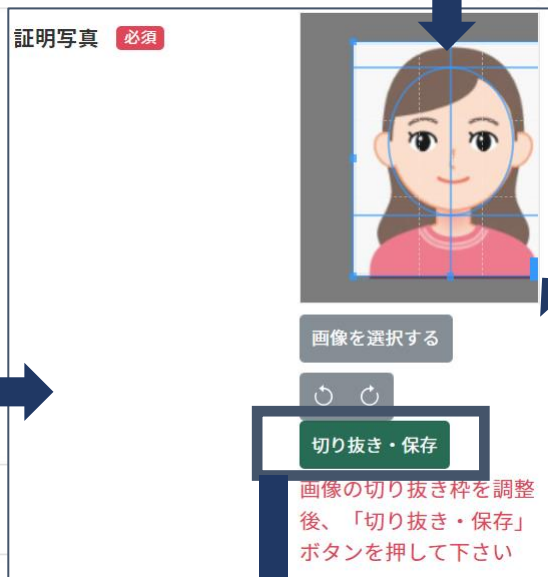 証明写真 必須
画像を選択する
切り抜き・保存
画像の切り抜き枠を調整
後、「切り抜き・保存」
ボタンを押して下さい